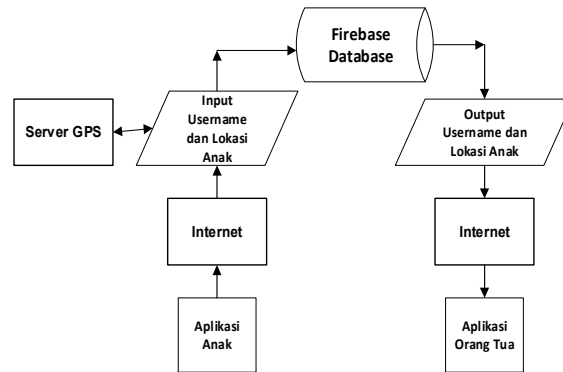 Firebase
Database
Server GPS
Input
Username
dan Lokasi
Anak
Output
Username dan
Lokasi Anak
Internet
Internet
Aplikasi
Anak
Aplikasi
Orang Tua